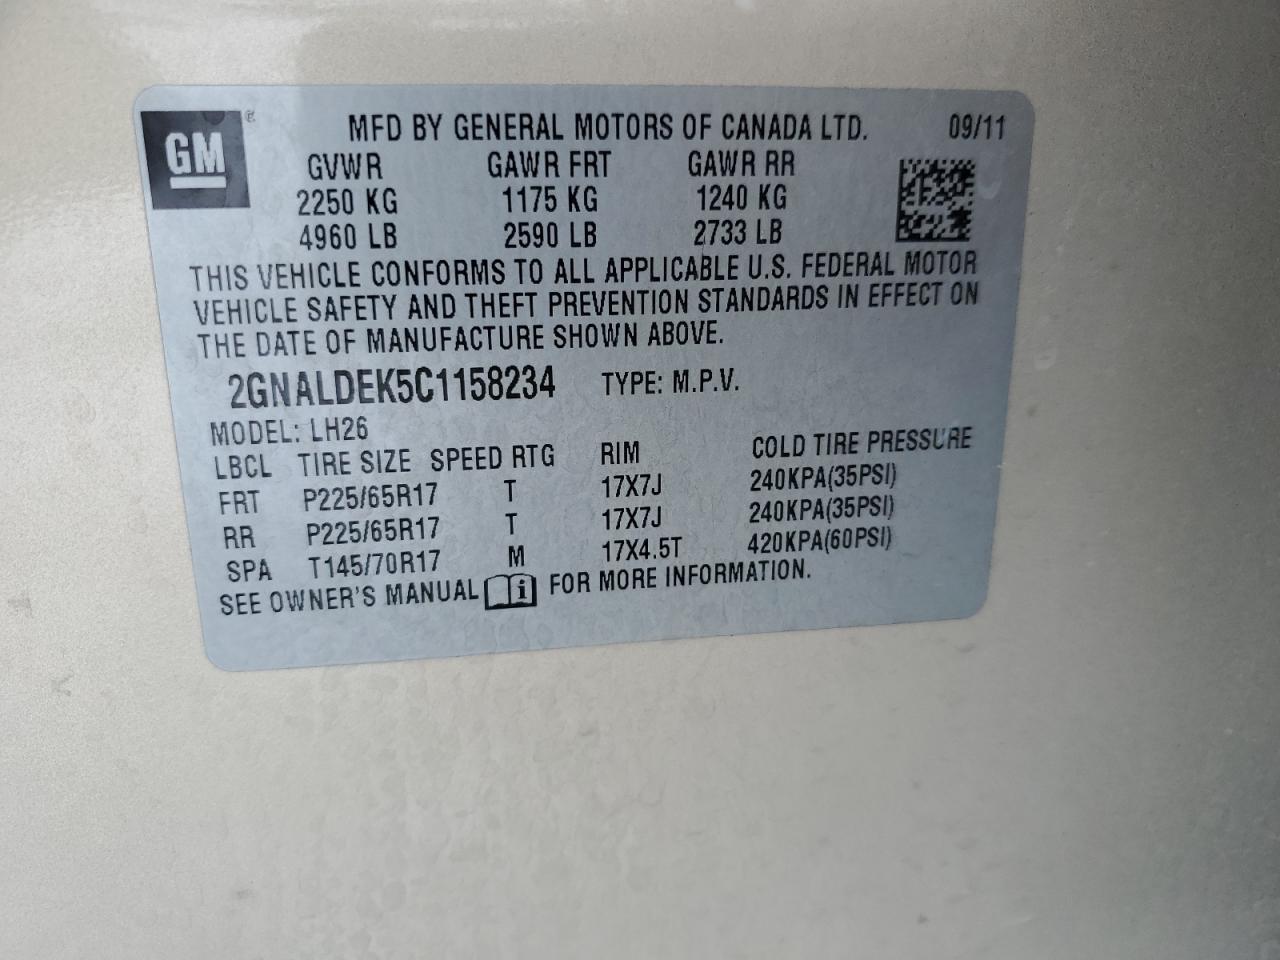 GM ®
MFD BY GENERAL MOTORS OF CANADA LTD. 09/11
GVWR GAWR FRT GAWR RR
2250 KG 1175 KG 1240 KG
4960 LB 2590 LB 2733 LB
THIS VEHICLE CONFORMS TO ALL APPLICABLE U.S. FEDERAL MOTOR
VEHICLE SAFETY AND THEFT PREVENTION STANDARDS IN EFFECT ON
THE DATE OF MANUFACTURE SHOWN ABOVE.
2GNALDEK5C1158234 TYPE: M.P.V.
MODEL: LH26
LBCL TIRE SIZE SPEED RTG RIM COLD TIRE PRESSURE
FRT P225/65R17 T 17X7J 240KPA(35PSI)
RR P225/65R17 T 17X7J 240KPA(35PSI)
SPA T145/70R17 M 17X4.5T 420KPA(60PSI)
SEE OWNER'S MANUAL i FOR MORE INFORMATION.